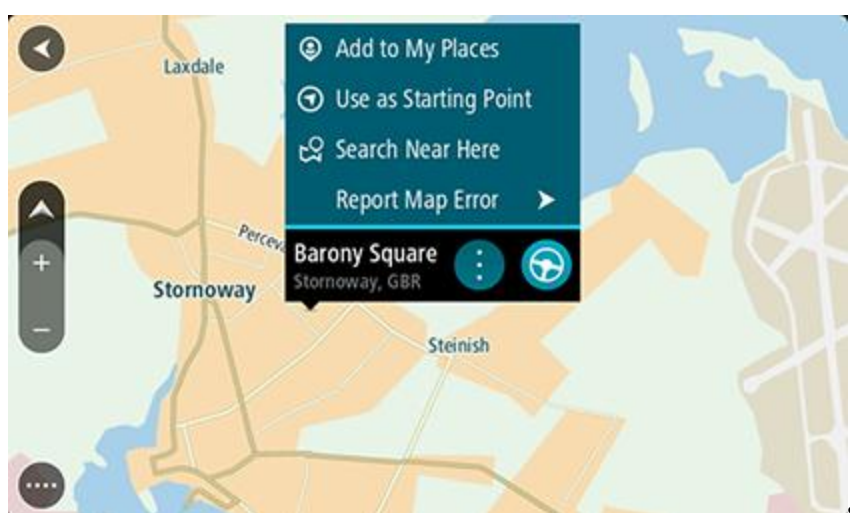 Add to My Places
Laxdale
Use as Starting Point
Search Near Here
Report Map Error
Barony Square
Stornoway, GBR
Stornoway
Steinish